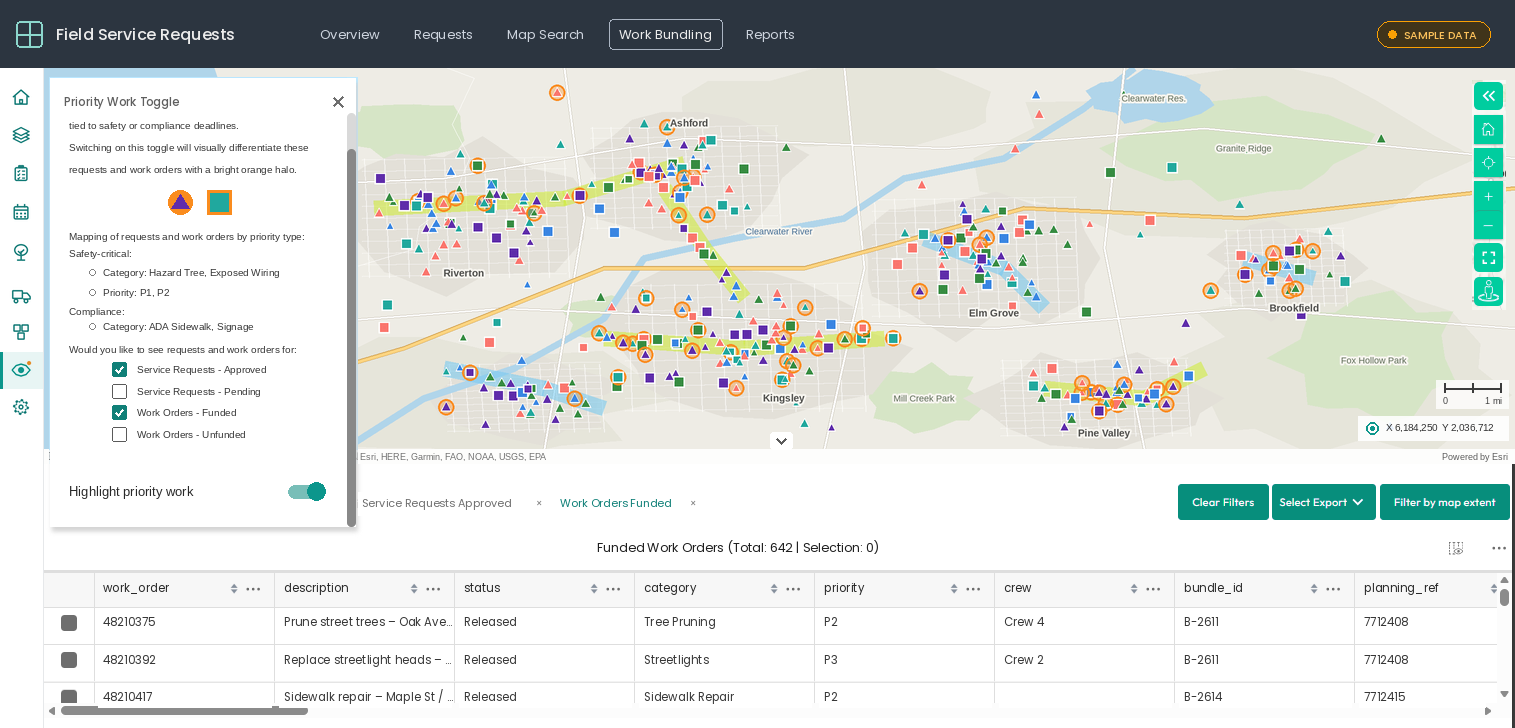 Field Service Requests
Overview
Requests
Map Search
Work Bundling
Reports
SAMPLE DATA
Priority Work Toggle
tied to safety or compliance deadlines.
Switching on this toggle will visually differentiate these
requests and work orders with a bright orange halo.
Mapping of requests and work orders by priority type:
Safety-critical:
Category: Hazard Tree, Exposed Wiring
Priority: P1, P2
Compliance:
Category: ADA Sidewalk, Signage
Would you like to see requests and work orders for:
Service Requests - Approved
Service Requests - Pending
Work Orders - Funded
Work Orders - Unfunded
Highlight priority work
Ashford
Clearwater Res.
Granite Ridge
Clearwater River
Riverton
Elm Grove
Brookfield
Fox Hollow Park
Kingsley
Mill Creek Park
Pine Valley
0 1 mi
X 6,184,250 Y 2,036,712
Esri, HERE, Garmin, FAO, NOAA, USGS, EPA
Powered by Esri
Service Requests Approved ×
Work Orders Funded ×
Clear Filters
Select Export
Filter by map extent
Funded Work Orders (Total: 642 | Selection: 0)
work_order description status category priority crew bundle_id planning_ref
48210375 Prune street trees – Oak Ave... Released Tree Pruning P2 Crew 4 B-2611 7712408
48210392 Replace streetlight heads – ... Released Streetlights P3 Crew 2 B-2611 7712408
48210417 Sidewalk repair – Maple St / ... Released Sidewalk Repair P2 B-2614 7712415